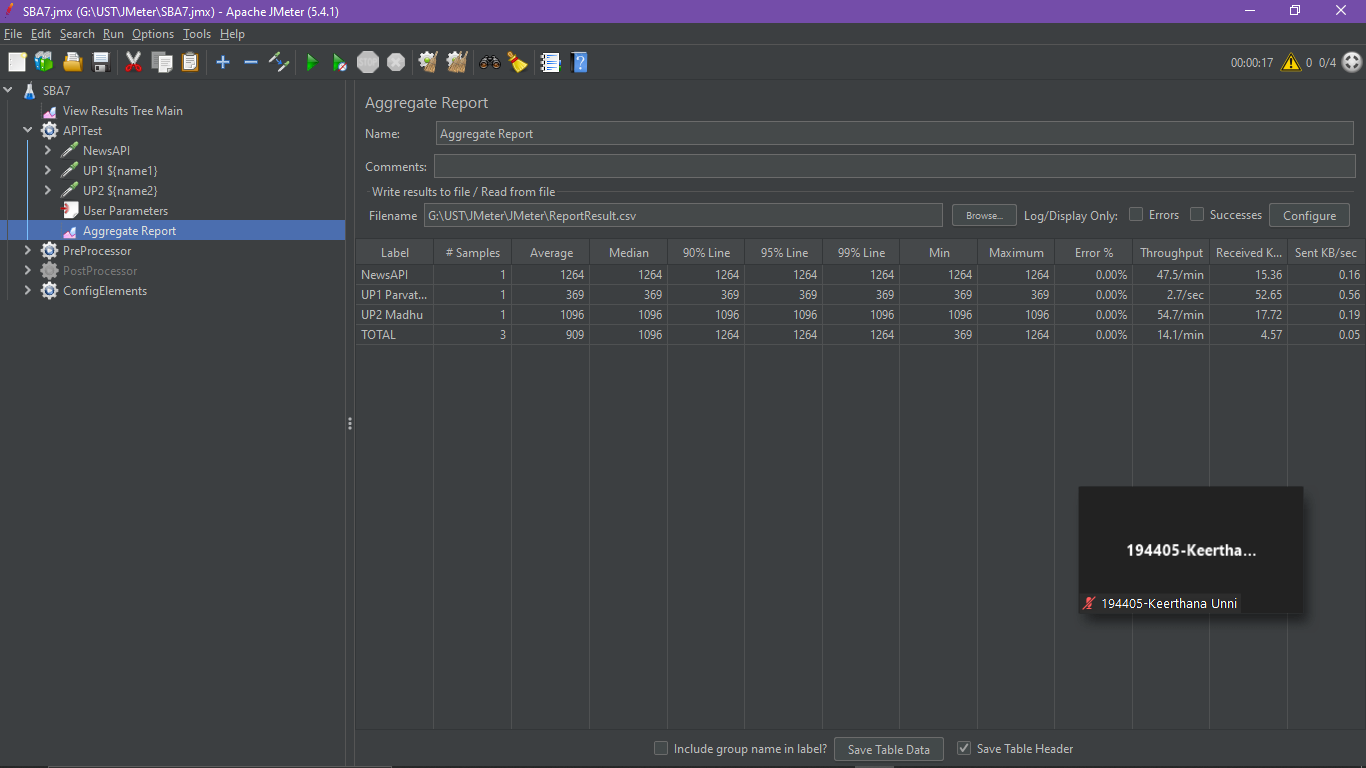 SBA7.jmx (G:\UST\JMeter\SBA7.jmx) - Apache JMeter (5.4.1)
File Edit Search Run Options Tools Help
STOP 00:00:17 0 0/4
SBA7
View Results Tree Main
APITest
NewsAPI
UP1 ${name1}
UP2 ${name2}
User Parameters
Aggregate Report
PreProcessor
PostProcessor
ConfigElements
Aggregate Report
Name: Aggregate Report
Comments:
Write results to file / Read from file
Filename G:\UST\JMeter\JMeter\ReportResult.csv Browse... Log/Display Only: Errors Successes Configure
Label # Samples Average Median 90% Line 95% Line 99% Line Min Maximum Error % Throughput Received K... Sent KB/sec
NewsAPI 1 1264 1264 1264 1264 1264 1264 1264 0.00% 47.5/min 15.36 0.16
UP1 Parvat... 1 369 369 369 369 369 369 369 0.00% 2.7/sec 52.65 0.56
UP2 Madhu 1 1096 1096 1096 1096 1096 1096 1096 0.00% 54.7/min 17.72 0.19
TOTAL 3 909 1096 1264 1264 1264 369 1264 0.00% 14.1/min 4.57 0.05
194405-Keertha...
194405-Keerthana Unni
Include group name in label? Save Table Data Save Table Header